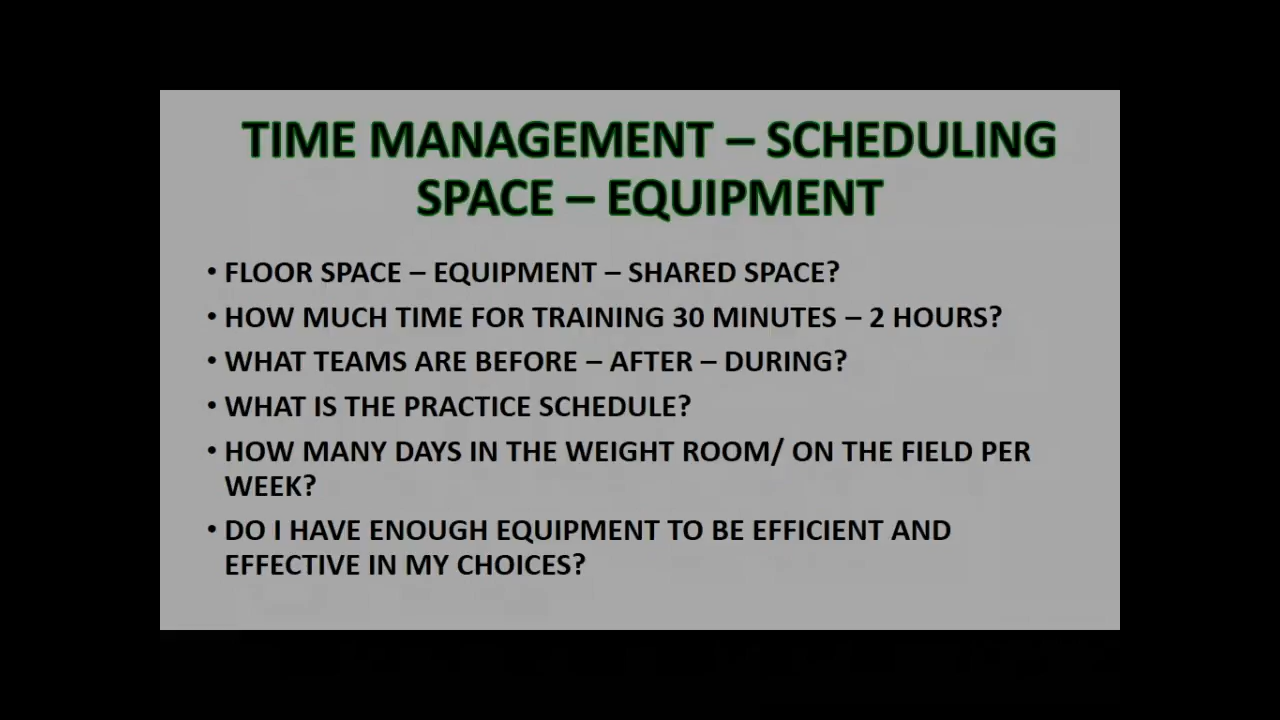 TIME MANAGEMENT – SCHEDULING
SPACE – EQUIPMENT
• FLOOR SPACE – EQUIPMENT – SHARED SPACE?
• HOW MUCH TIME FOR TRAINING 30 MINUTES – 2 HOURS?
• WHAT TEAMS ARE BEFORE – AFTER – DURING?
• WHAT IS THE PRACTICE SCHEDULE?
• HOW MANY DAYS IN THE WEIGHT ROOM/ ON THE FIELD PER
WEEK?
• DO I HAVE ENOUGH EQUIPMENT TO BE EFFICIENT AND
EFFECTIVE IN MY CHOICES?